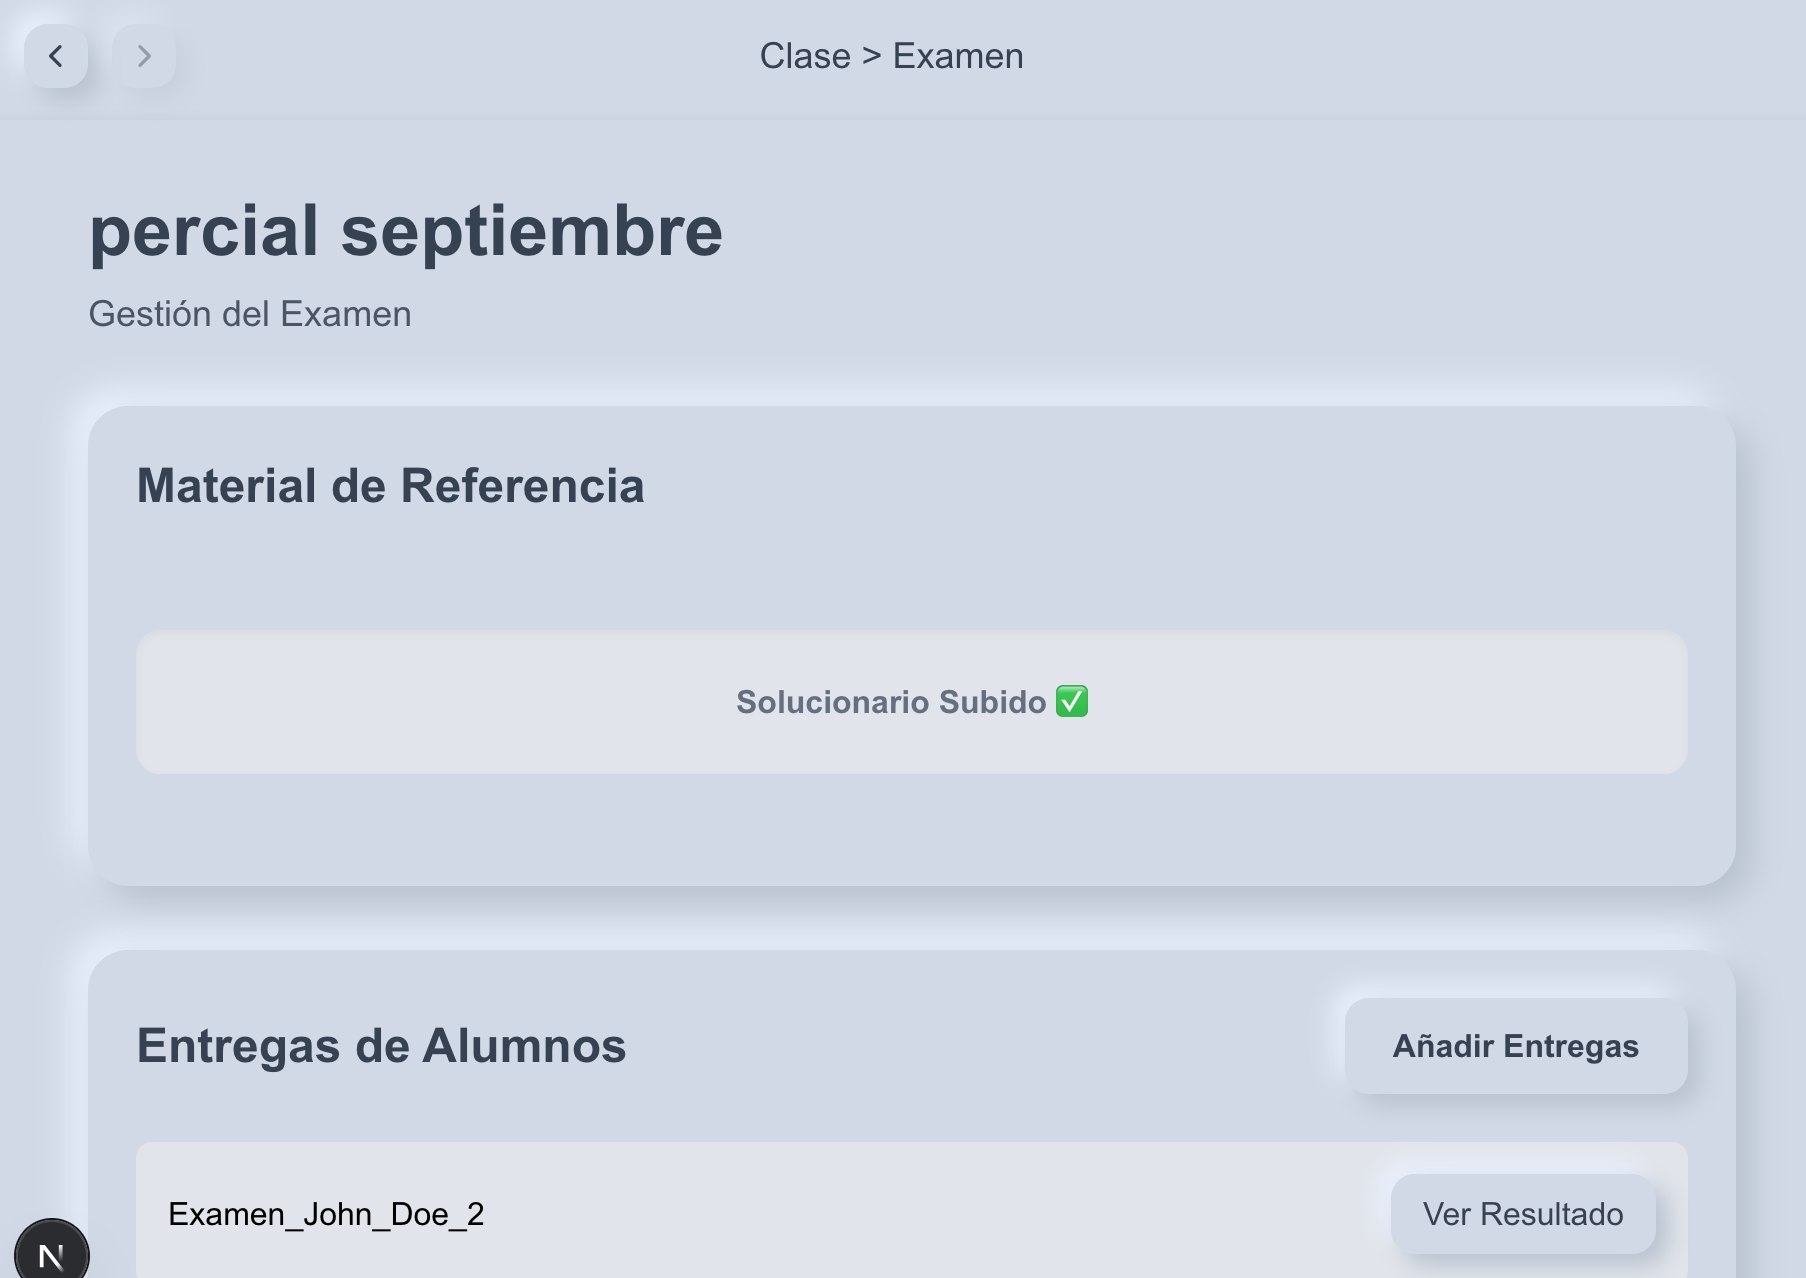 Clase > Examen
percial septiembre
Gestión del Examen
Material de Referencia
Solucionario Subido ✅
Entregas de Alumnos
Añadir Entregas
Examen_John_Doe_2
Ver Resultado
N